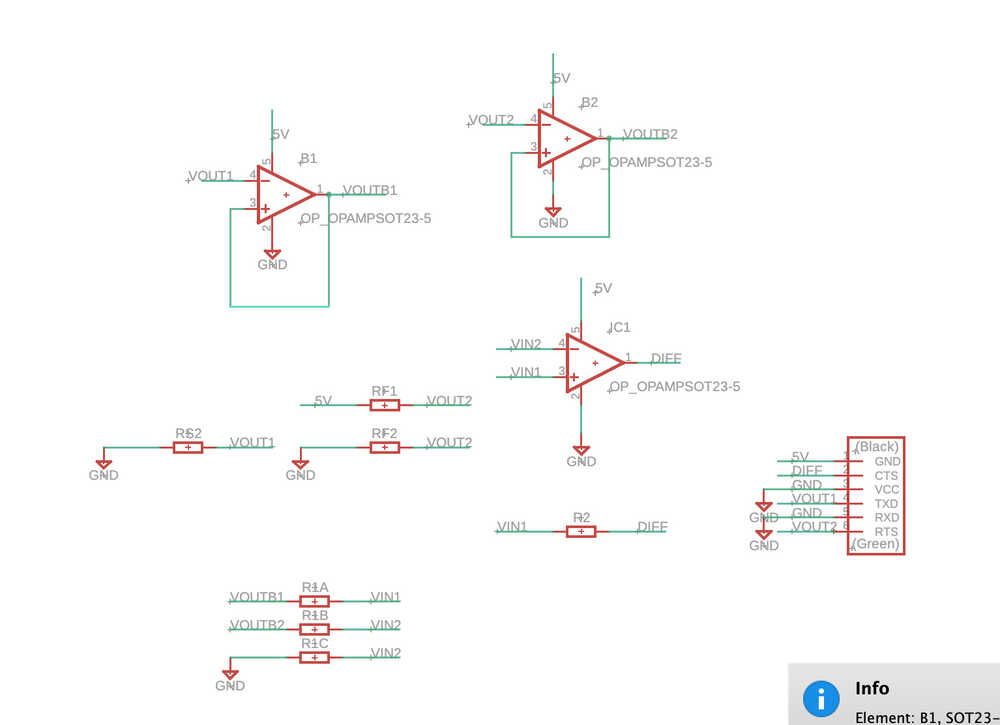 5V
B2
VOUT2
4
5
1
VOUTB2
3
2
OP_OPAMPSOT23-5
GND
5V
B1
VOUT1
4
5
1
VOUTB1
3
2
OP_OPAMPSOT23-5
GND
5V
IC1
VIN2
4
5
1
DIFF
VIN1
3
2
OP_OPAMPSOT23-5
GND
5V
RF1
VOUT2
RS2
VOUT1
GND
RF2
VOUT2
GND
(Black)
5V
1
GND
DIFF
2
CTS
GND
3
VCC
VOUT1
4
TXD
GND
GND
5
RXD
VOUT2
6
RTS
GND
(Green)
VIN1
R2
DIFF
VOUTB1
R1A
VIN1
VOUTB2
R1B
VIN2
R1C
VIN2
GND
Info
Element: B1, SOT23-